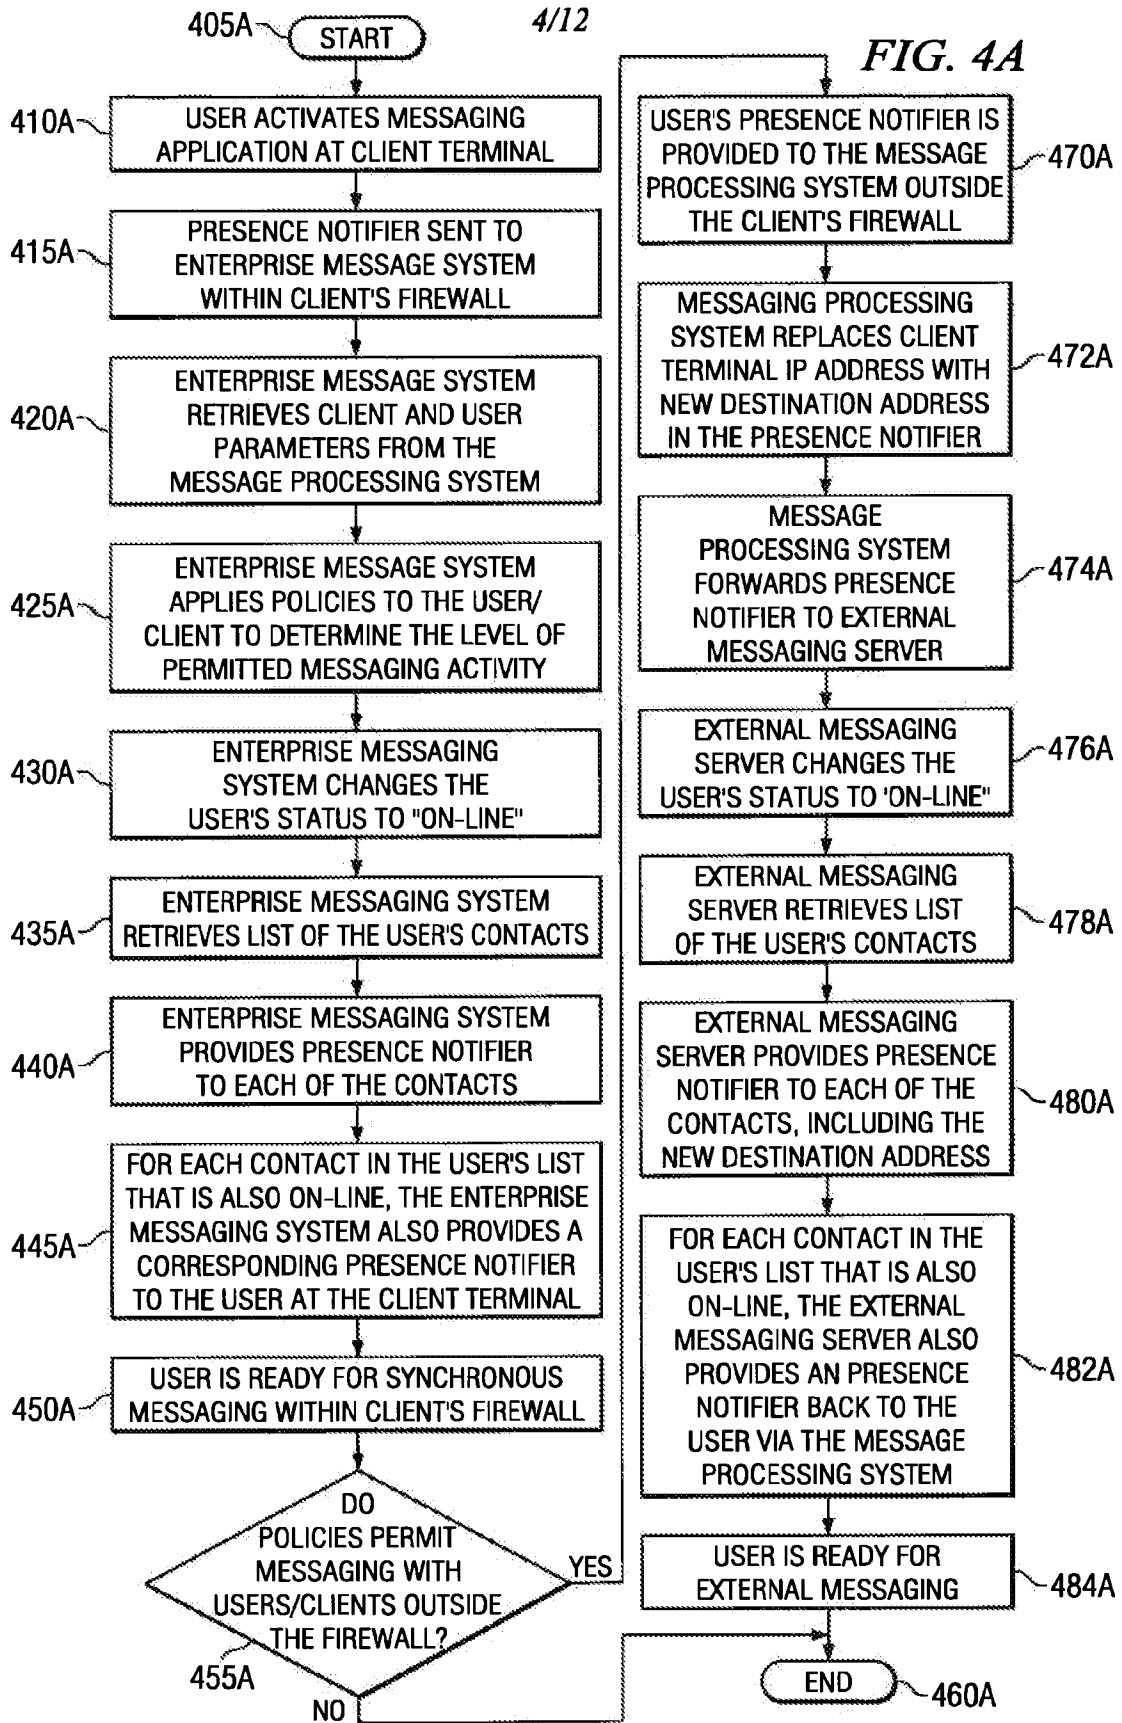 4/12
FIG. 4A
405A
START
410A
USER ACTIVATES MESSAGING
APPLICATION AT CLIENT TERMINAL
415A
PRESENCE NOTIFIER SENT TO
ENTERPRISE MESSAGE SYSTEM
WITHIN CLIENT'S FIREWALL
420A
ENTERPRISE MESSAGE SYSTEM
RETRIEVES CLIENT AND USER
PARAMETERS FROM THE
MESSAGE PROCESSING SYSTEM
425A
ENTERPRISE MESSAGE SYSTEM
APPLIES POLICIES TO THE USER/
CLIENT TO DETERMINE THE LEVEL OF
PERMITTED MESSAGING ACTIVITY
430A
ENTERPRISE MESSAGING
SYSTEM CHANGES THE
USER'S STATUS TO "ON-LINE"
435A
ENTERPRISE MESSAGING SYSTEM
RETRIEVES LIST OF THE USER'S CONTACTS
440A
ENTERPRISE MESSAGING SYSTEM
PROVIDES PRESENCE NOTIFIER
TO EACH OF THE CONTACTS
445A
FOR EACH CONTACT IN THE USER'S LIST
THAT IS ALSO ON-LINE, THE ENTERPRISE
MESSAGING SYSTEM ALSO PROVIDES A
CORRESPONDING PRESENCE NOTIFIER
TO THE USER AT THE CLIENT TERMINAL
450A
USER IS READY FOR SYNCHRONOUS
MESSAGING WITHIN CLIENT'S FIREWALL
DO
POLICIES PERMIT
MESSAGING WITH
USERS/CLIENTS OUTSIDE
THE FIREWALL?
455A
YES
NO
USER'S PRESENCE NOTIFIER IS
PROVIDED TO THE MESSAGE
PROCESSING SYSTEM OUTSIDE
THE CLIENT'S FIREWALL
470A
MESSAGING PROCESSING
SYSTEM REPLACES CLIENT
TERMINAL IP ADDRESS WITH
NEW DESTINATION ADDRESS
IN THE PRESENCE NOTIFIER
472A
MESSAGE
PROCESSING SYSTEM
FORWARDS PRESENCE
NOTIFIER TO EXTERNAL
MESSAGING SERVER
474A
EXTERNAL MESSAGING
SERVER CHANGES THE
USER'S STATUS TO 'ON-LINE"
476A
EXTERNAL MESSAGING
SERVER RETRIEVES LIST
OF THE USER'S CONTACTS
478A
EXTERNAL MESSAGING
SERVER PROVIDES PRESENCE
NOTIFIER TO EACH OF THE
CONTACTS, INCLUDING THE
NEW DESTINATION ADDRESS
480A
FOR EACH CONTACT IN THE
USER'S LIST THAT IS ALSO
ON-LINE, THE EXTERNAL
MESSAGING SERVER ALSO
PROVIDES AN PRESENCE
NOTIFIER BACK TO THE
USER VIA THE MESSAGE
PROCESSING SYSTEM
482A
USER IS READY FOR
EXTERNAL MESSAGING
484A
END
460A